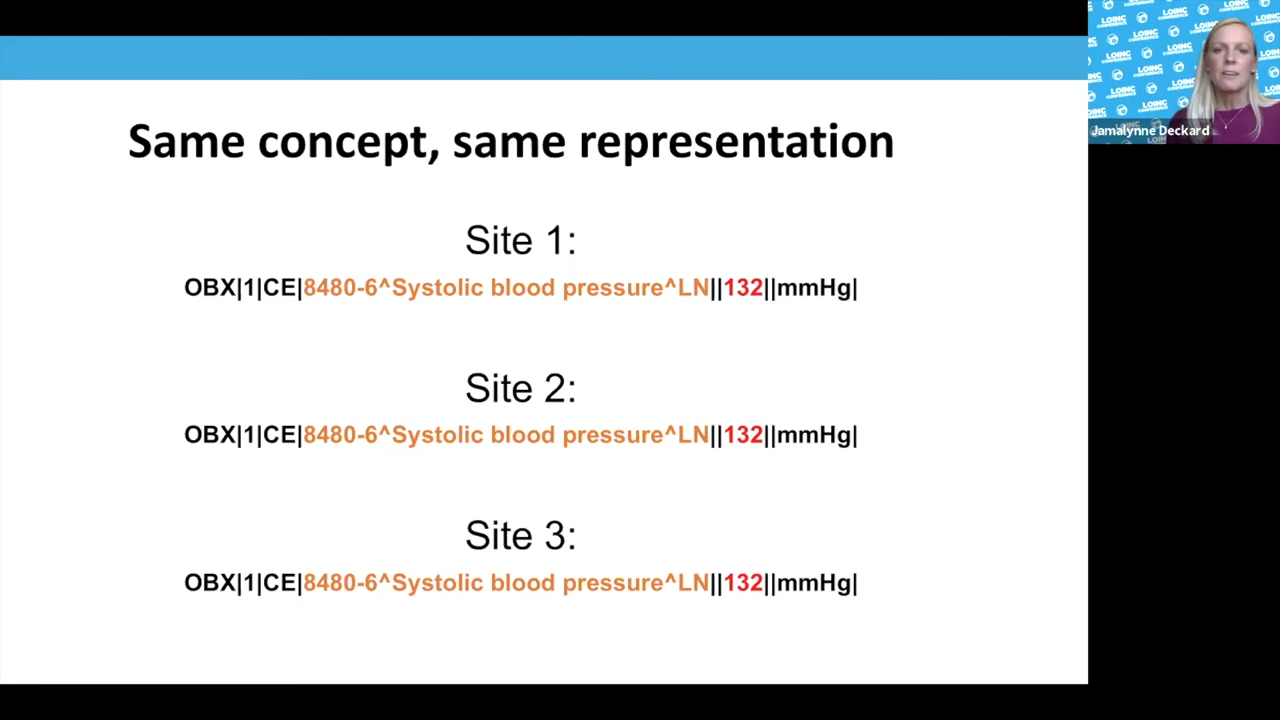 Same concept, same representation
Site 1:
OBX|1|CE|8480-6^Systolic blood pressure^LN||132||mmHg|
Site 2:
OBX|1|CE|8480-6^Systolic blood pressure^LN||132||mmHg|
Site 3:
OBX|1|CE|8480-6^Systolic blood pressure^LN||132||mmHg|
LOINC
CONFERENCE
Jamalynne Deckard